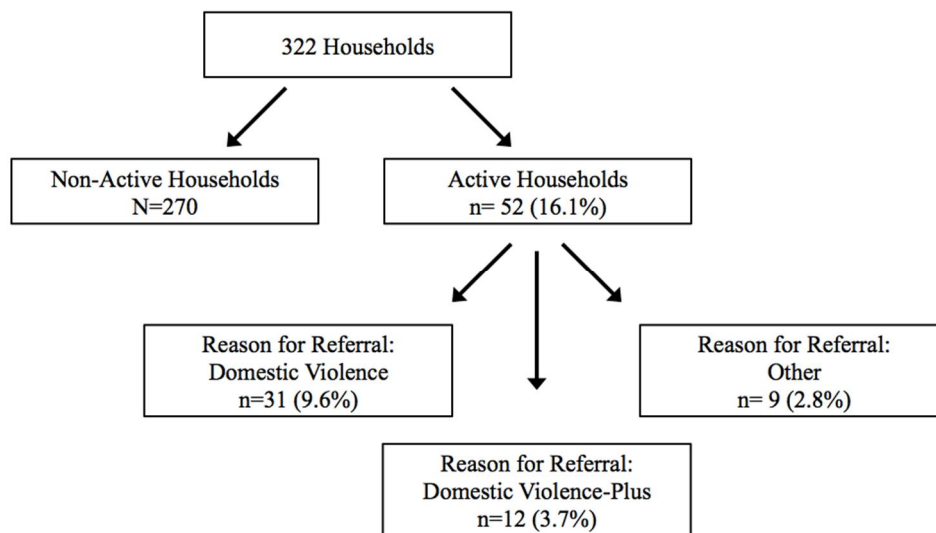 322 Households
Non-Active Households
N=270
Active Households
n= 52 (16.1%)
Reason for Referral:
Domestic Violence
n=31 (9.6%)
Reason for Referral:
Other
n= 9 (2.8%)
Reason for Referral:
Domestic Violence-Plus
n=12 (3.7%)